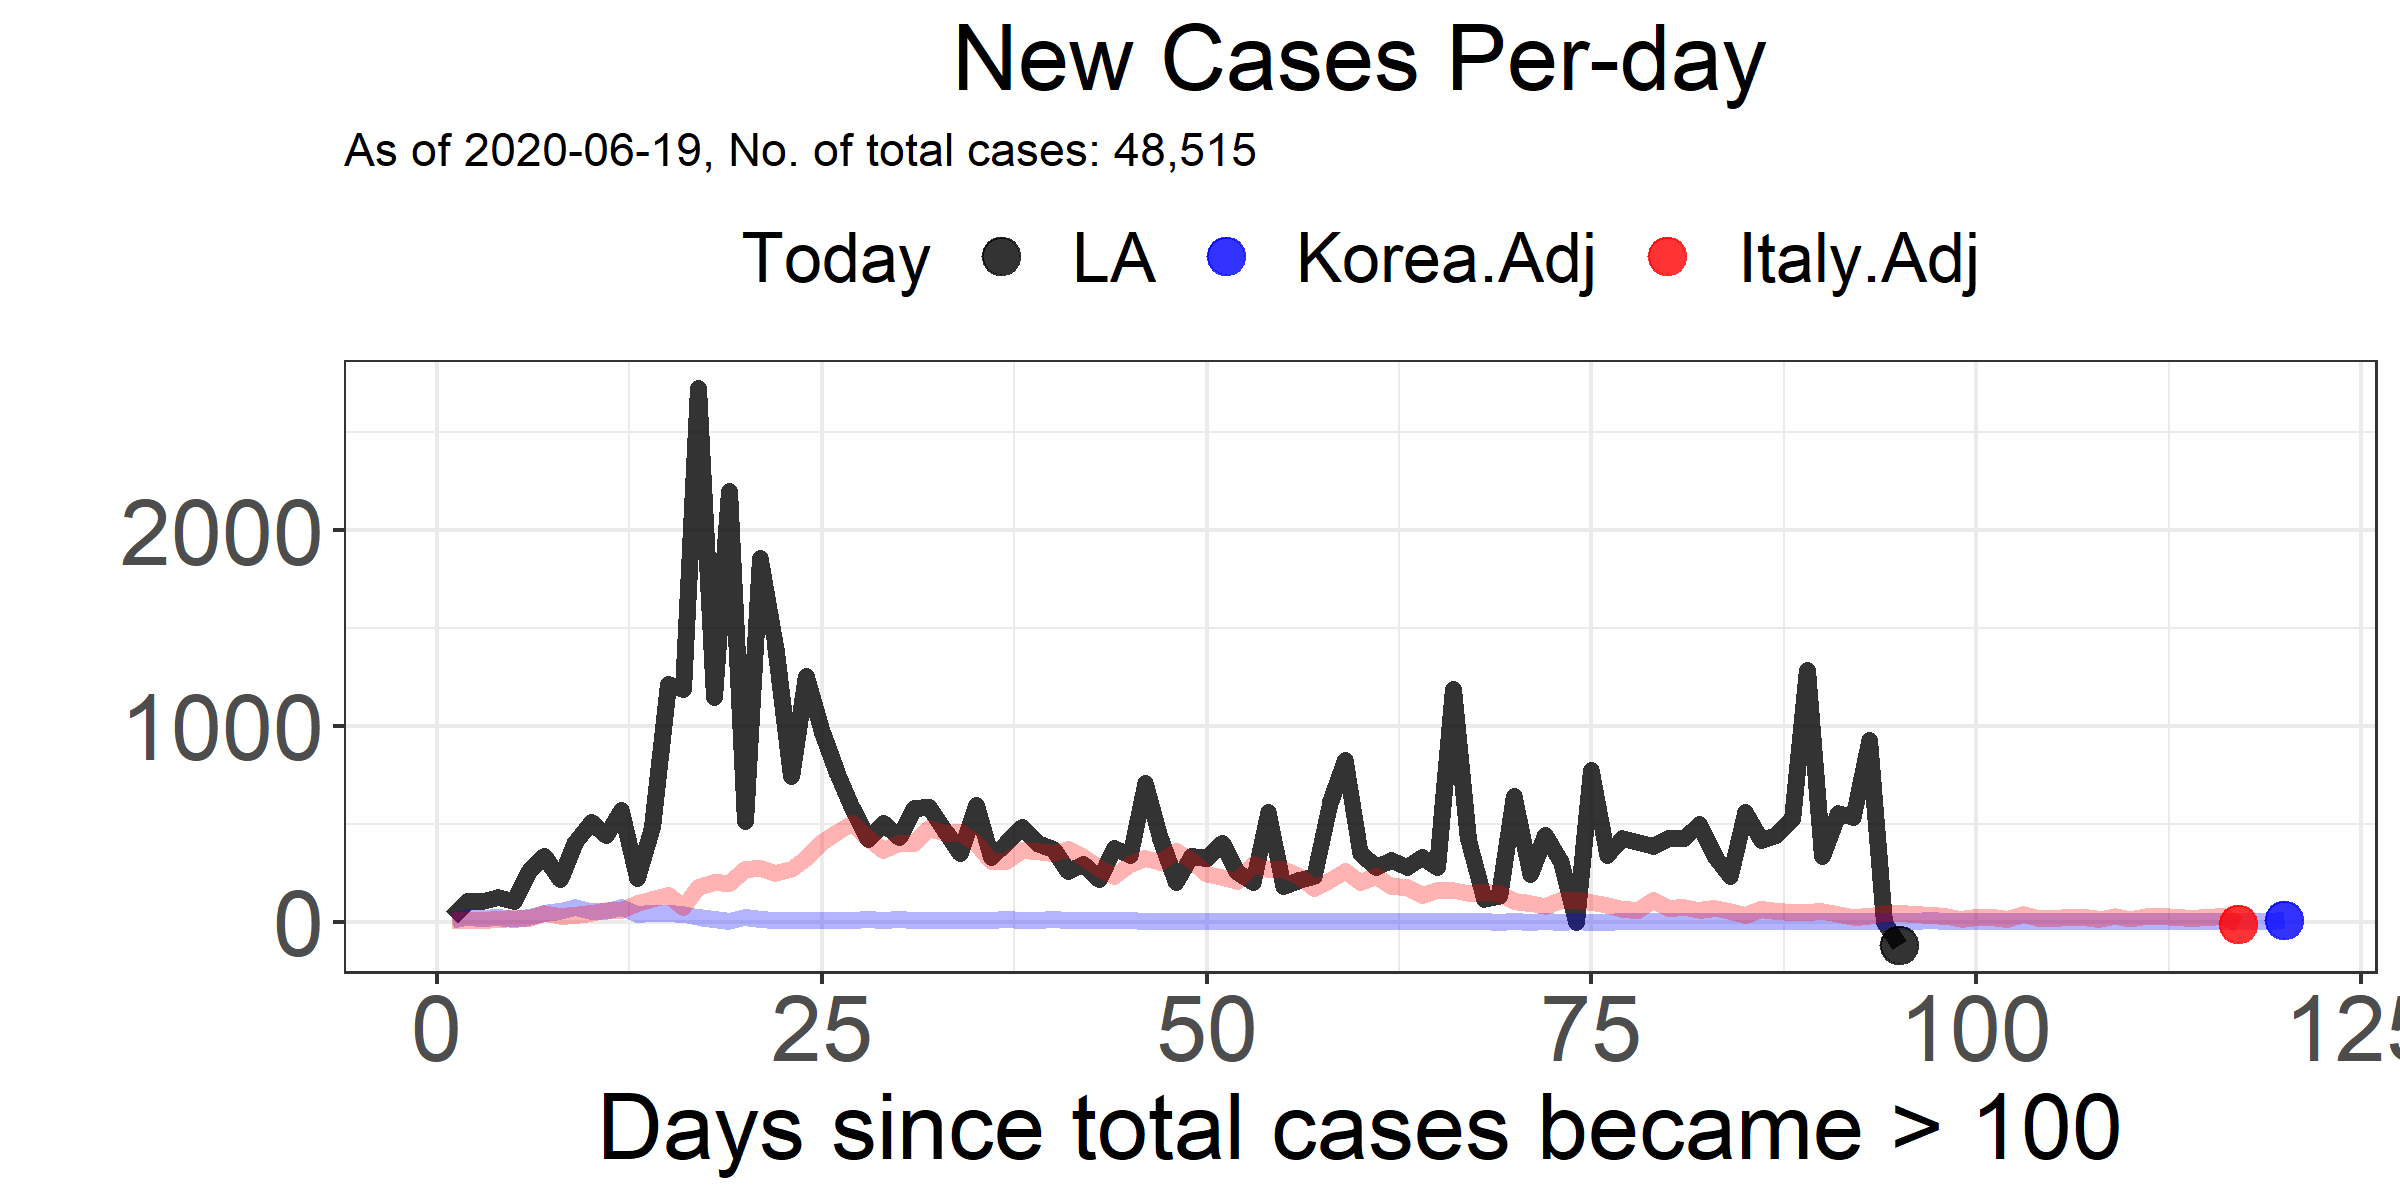 New Cases Per-day
As of 2020-06-19, No. of total cases: 48,515
Today LA Korea.Adj Italy.Adj
2000
1000
0
0 25 50 75 100 125
Days since total cases became > 100